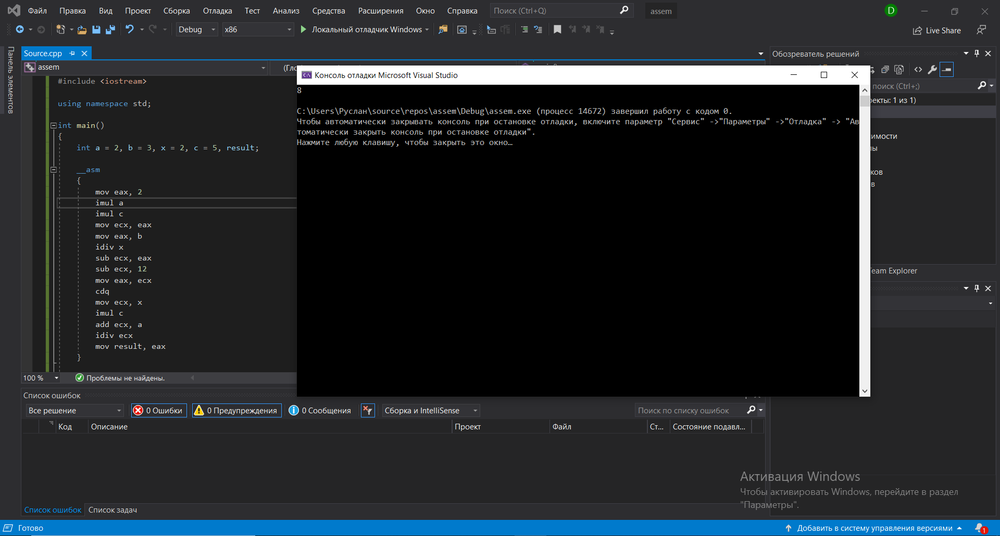 Файл Правка Вид Проект Сборка Отладка Тест Анализ Средства Расширения Окно Справка Поиск (Ctrl+Q) assem D
Debug x86 Локальный отладчик Windows Live Share
Панель элементов
Source.cpp
assem
(Гло
#include <iostream>
using namespace std;
int main()
{
int a = 2, b = 3, x = 2, c = 5, result;
__asm
{
mov eax, 2
imul a
imul c
mov ecx, eax
mov eax, b
idiv x
sub ecx, eax
sub ecx, 12
mov eax, ecx
cdq
mov ecx, x
imul c
add ecx, a
idiv ecx
mov result, eax
}
100 % Проблемы не найдены.
Консоль отладки Microsoft Visual Studio
8
C:\Users\Руслан\source\repos\assem\Debug\assem.exe (процесс 14672) завершил работу с кодом 0.
Чтобы автоматически закрывать консоль при остановке отладки, включите параметр "Сервис" ->"Параметры" ->"Отладка" -> "Ав
томатически закрыть консоль при остановке отладки".
Нажмите любую клавишу, чтобы закрыть это окно…
Обозреватель решений
поиск (Ctrl+;)
екты: 1 из 1)
имости
ы
ков
в
Team Explorer
Список ошибок
Все решение 0 Ошибки 0 Предупреждения 0 Сообщения Сборка и IntelliSense Поиск по списку ошибок
Код Описание Проект Файл Ст... Состояние подавл...
Список ошибок Список задач
Активация Windows
Чтобы активировать Windows, перейдите в раздел
"Параметры".
Готово Добавить в систему управления версиями 1